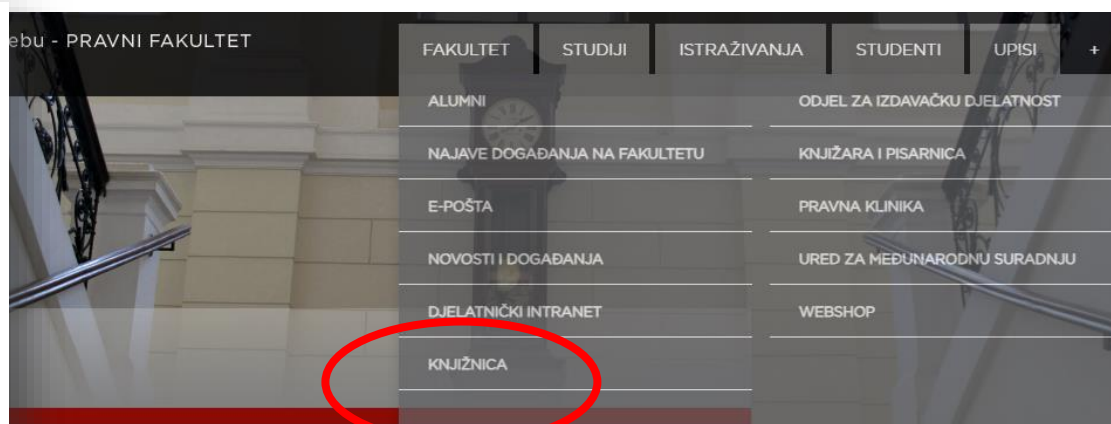 ebu - PRAVNI FAKULTET
FAKULTET STUDIJI ISTRAŽIVANJA STUDENTI UPISI +
ALUMNI
NAJAVE DOGAĐANJA NA FAKULTETU
E-POŠTA
NOVOSTI I DOGAĐANJA
DJELATNIČKI INTRANET
KNJIŽNICA
ODJEL ZA IZDAVAČKU DJELATNOST
KNJIŽARA I PISARNICA
PRAVNA KLINIKA
URED ZA MEĐUNARODNU SURADNJU
WEBSHOP